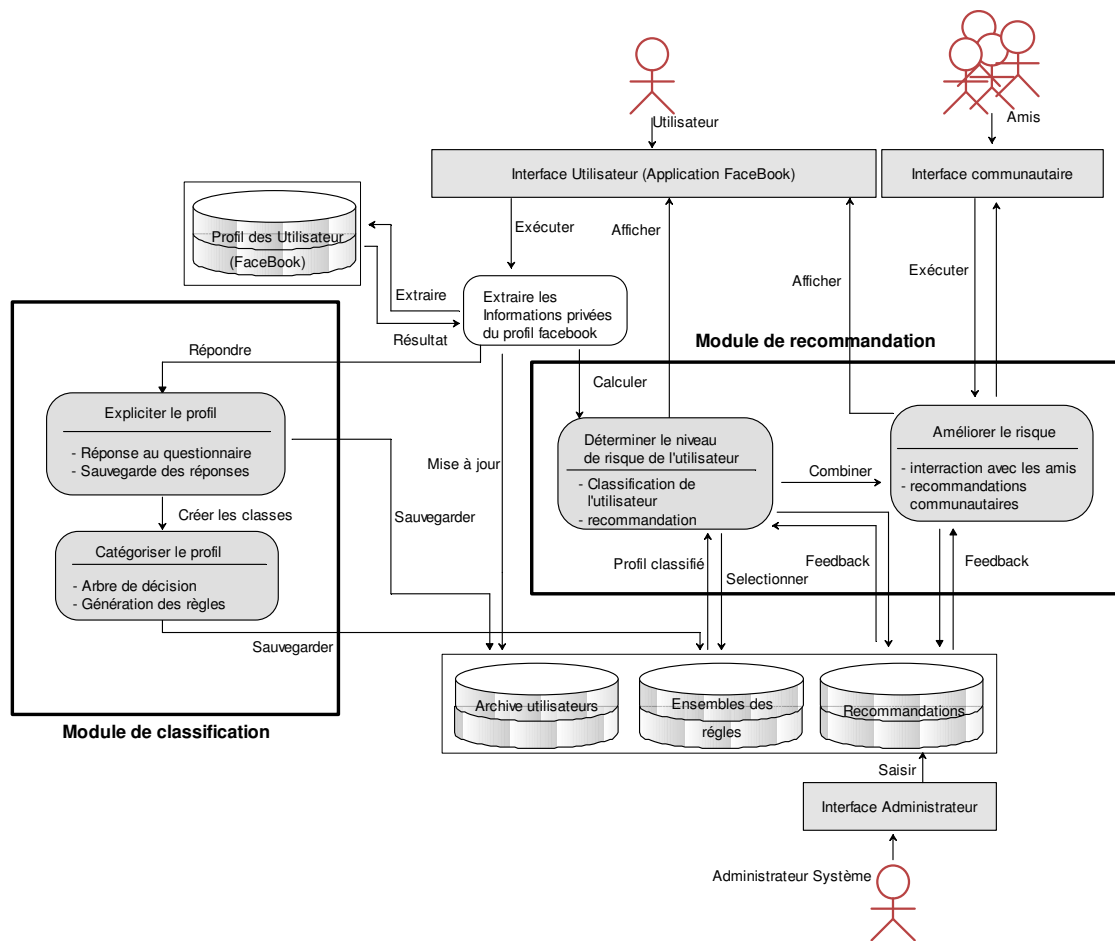 Utilisateur
Amis
Interface Utilisateur (Application FaceBook)
Interface communautaire
Profil des Utilisateur
(FaceBook)
Exécuter
Afficher
Afficher
Exécuter
Extraire
Résultat
Extraire les
Informations privées
du profil facebook
Module de recommandation
Répondre
Calculer
Expliciter le profil
- Réponse au questionnaire
- Sauvegarde des réponses
Déterminer le niveau
de risque de l'utilisateur
- Classification de
l'utilisateur
- recommandation
Améliorer le risque
- interraction avec les amis
- recommandations
communautaires
Mise à jour
Combiner
Créer les classes
Sauvegarder
Catégoriser le profil
- Arbre de décision
- Génération des règles
Profil classifié
Selectionner
Feedback
Feedback
Sauvegarder
Archive utilisateurs
Ensembles des
régles
Recommandations
Module de classification
Saisir
Interface Administrateur
Administrateur Système